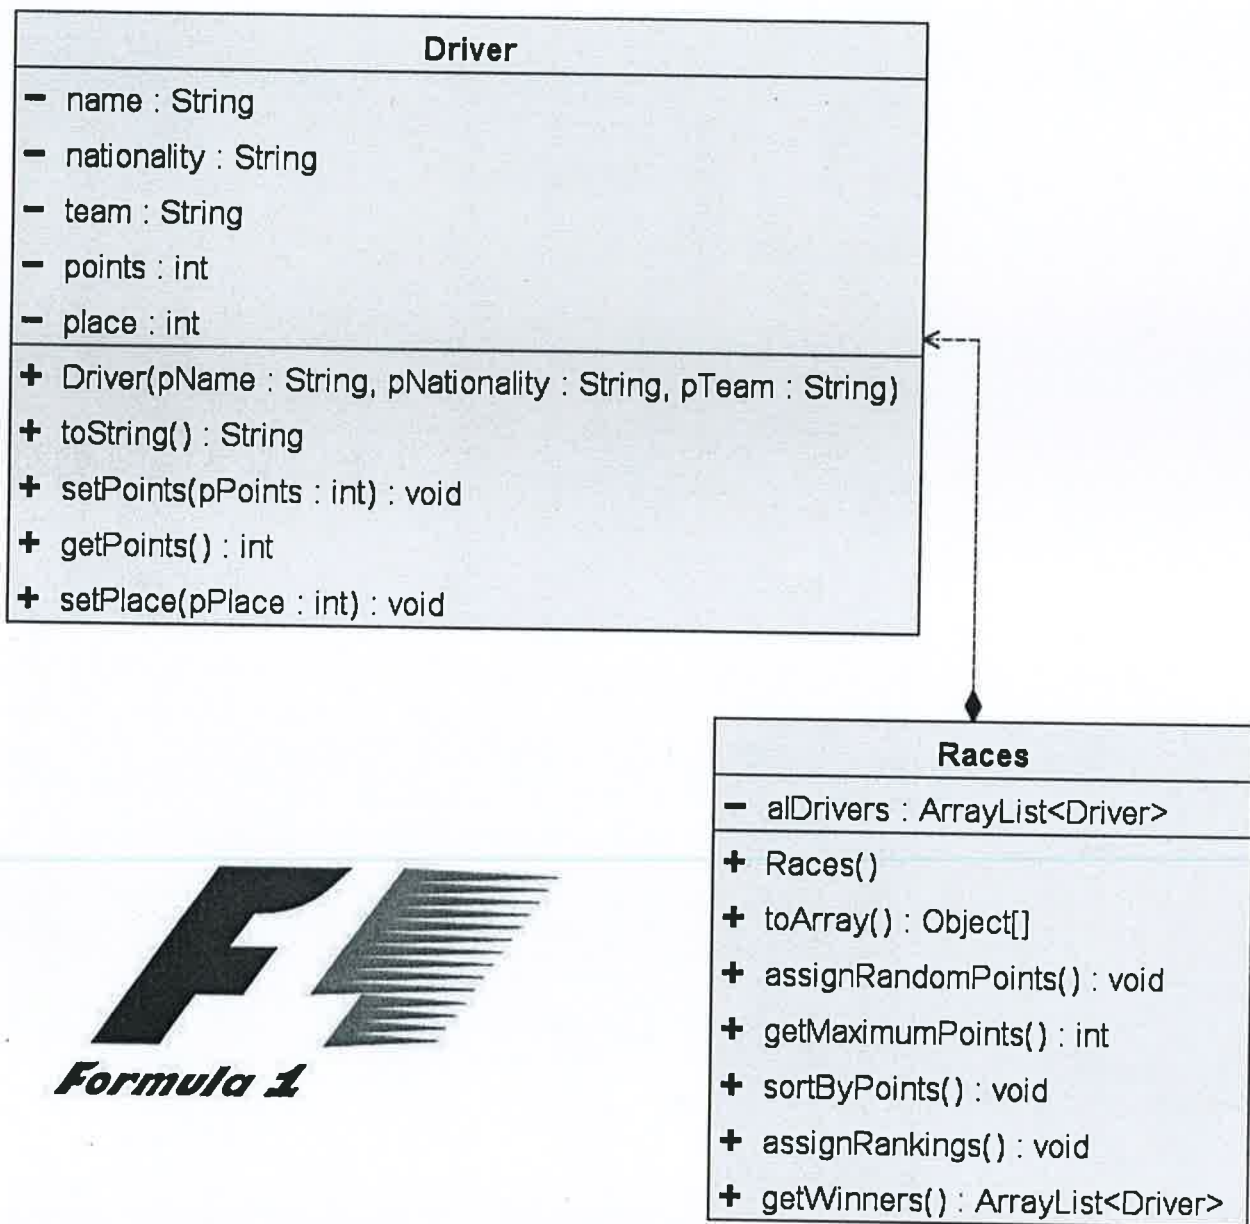 Driver
- name : String
- nationality : String
- team : String
- points : int
- place : int
+ Driver(pName : String, pNationality : String, pTeam : String)
+ toString() : String
+ setPoints(pPoints : int) : void
+ getPoints() : int
+ setPlace(pPlace : int) : void
Races
- alDrivers : ArrayList<Driver>
+ Races()
+ toArray() : Object[]
+ assignRandomPoints() : void
+ getMaximumPoints() : int
+ sortByPoints() : void
+ assignRankings() : void
+ getWinners() : ArrayList<Driver>
F1
Formula 1